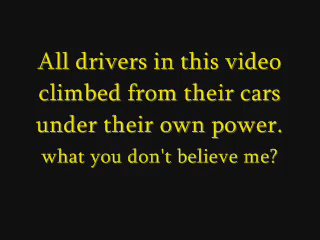 All drivers in this video
climbed from their cars
under their own power.
what you don't believe me?